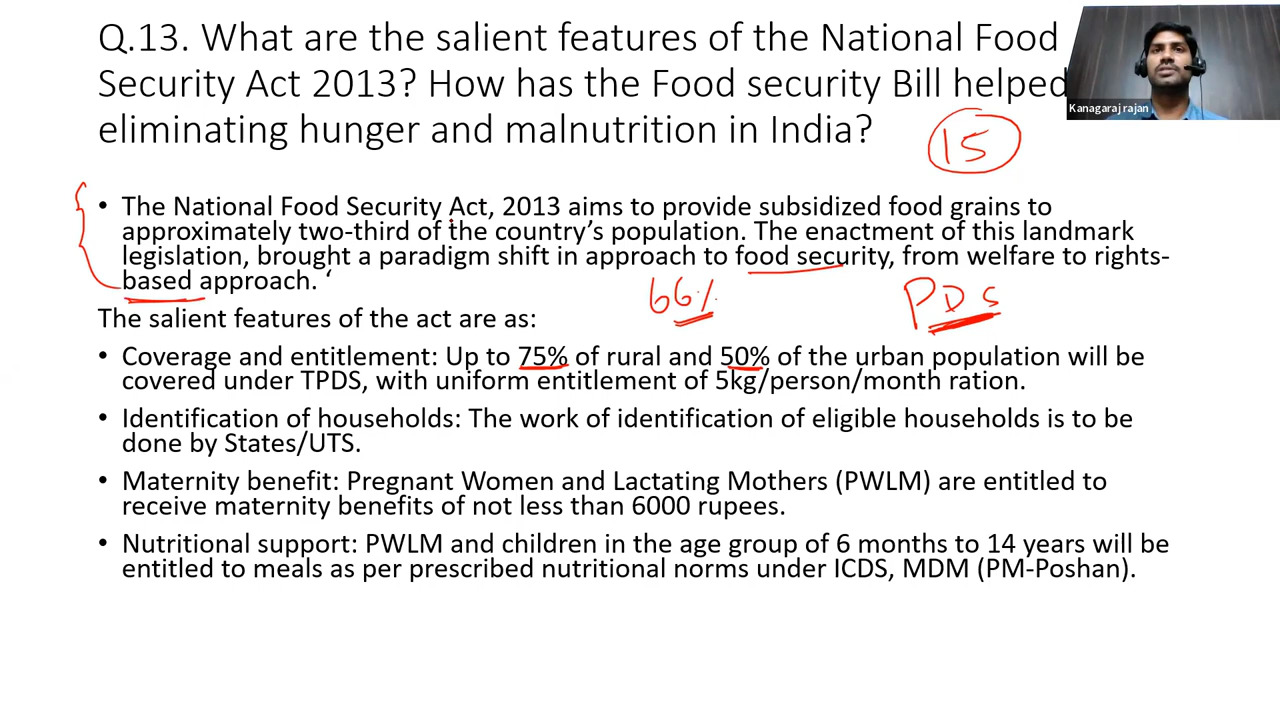 Q.13. What are the salient features of the National Food
Security Act 2013? How has the Food security Bill helped
eliminating hunger and malnutrition in India?
Kanagaraj rajan
15
• The National Food Security Act, 2013 aims to provide subsidized food grains to
approximately two-third of the country's population. The enactment of this landmark
legislation, brought a paradigm shift in approach to food security, from welfare to rights-
based approach. ‘
66%
PDS
The salient features of the act are as:
• Coverage and entitlement: Up to 75% of rural and 50% of the urban population will be
covered under TPDS, with uniform entitlement of 5kg/person/month ration.
• Identification of households: The work of identification of eligible households is to be
done by States/UTS.
• Maternity benefit: Pregnant Women and Lactating Mothers (PWLM) are entitled to
receive maternity benefits of not less than 6000 rupees.
• Nutritional support: PWLM and children in the age group of 6 months to 14 years will be
entitled to meals as per prescribed nutritional norms under ICDS, MDM (PM-Poshan).